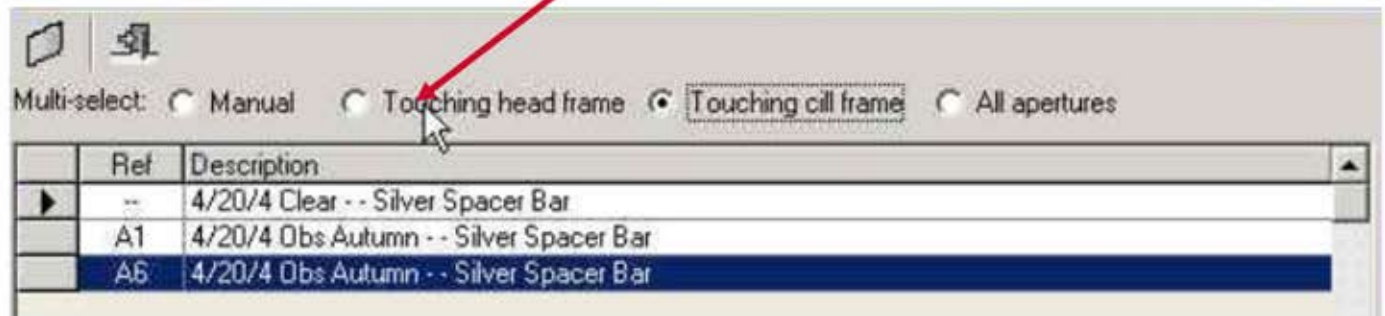 Multi-select: Manual Touching head frame Touching cill frame All apertures
Ref Description
-- 4/20/4 Clear - - Silver Spacer Bar
A1 4/20/4 Obs Autumn - - Silver Spacer Bar
A6 4/20/4 Obs Autumn - - Silver Spacer Bar